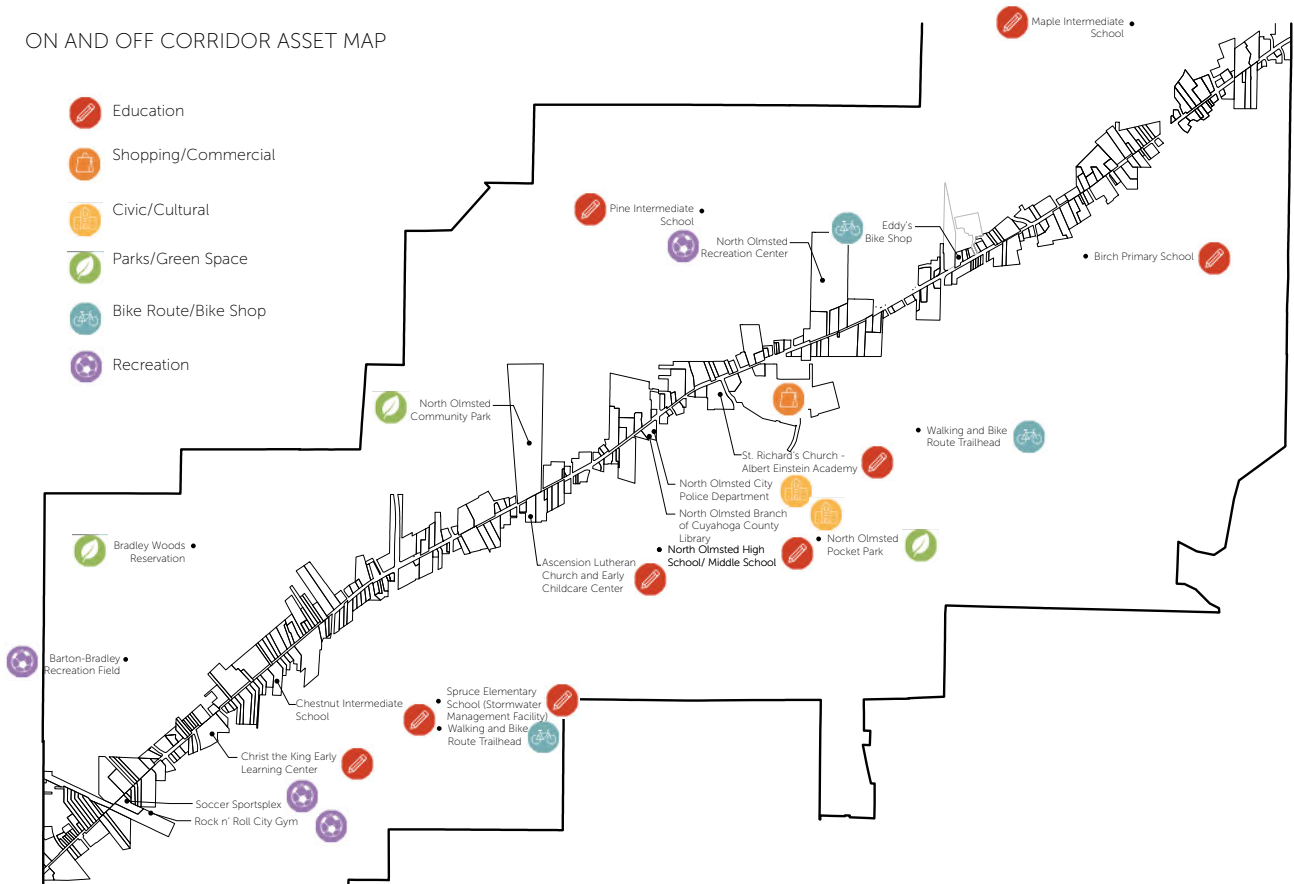 ON AND OFF CORRIDOR ASSET MAP
Education
Shopping/Commercial
Civic/Cultural
Parks/Green Space
Bike Route/Bike Shop
Recreation
Maple Intermediate
School
Pine Intermediate
School
North Olmsted
Recreation Center
Eddy's
Bike Shop
Birch Primary School
North Olmsted
Community Park
Walking and Bike
Route Trailhead
St. Richard's Church -
Albert Einstein Academy
North Olmsted City
Police Department
North Olmsted Branch
of Cuyahoga County
Library
North Olmsted High
School/ Middle School
North Olmsted
Pocket Park
Bradley Woods
Reservation
Ascension Lutheran
Church and Early
Childcare Center
Barton-Bradley
Recreation Field
Chestnut Intermediate
School
Spruce Elementary
School (Stormwater
Management Facility)
Walking and Bike
Route Trailhead
Christ the King Early
Learning Center
Soccer Sportsplex
Rock n' Roll City Gym